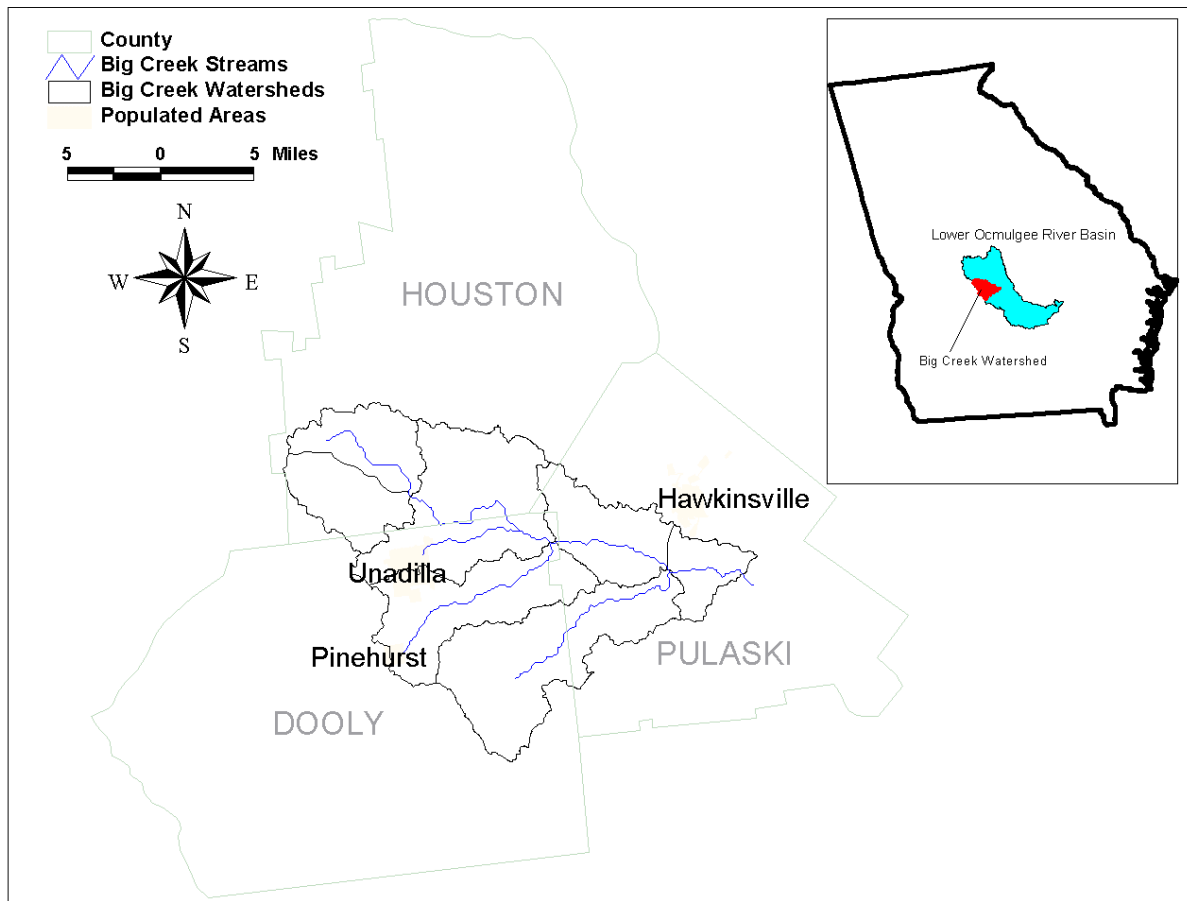 County
Big Creek Streams
Big Creek Watersheds
Populated Areas
5 0 5 Miles
N
W E
S
HOUSTON
Hawkinsville
Unadilla
Pinehurst
PULASKI
DOOLY
Lower Ocmulgee River Basin
Big Creek Watershed